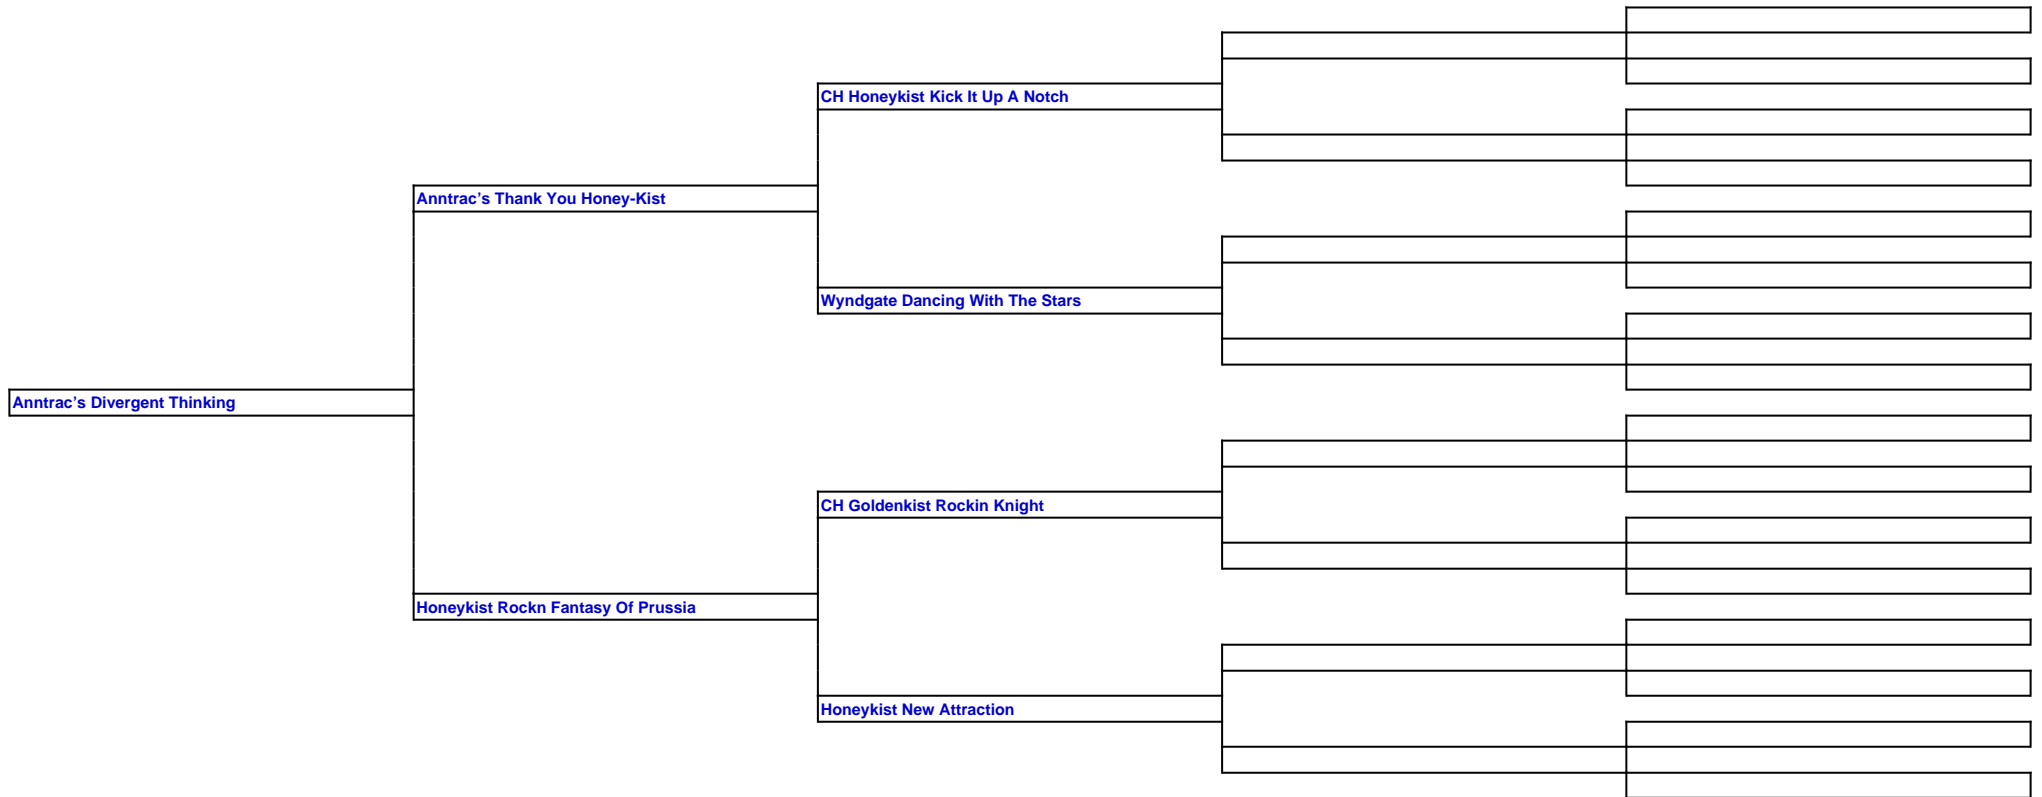 CH Honeykist Kick It Up A Notch
Anntrac’s Thank You Honey-Kist
Wyndgate Dancing With The Stars
Anntrac’s Divergent Thinking
CH Goldenkist Rockin Knight
Honeykist Rockn Fantasy Of Prussia
Honeykist New Attraction